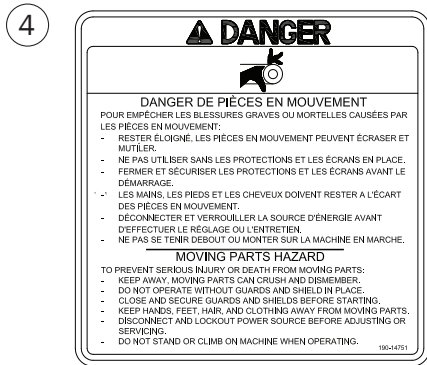 4
DANGER
DANGER DE PIÈCES EN MOUVEMENT
POUR EMPÊCHER LES BLESSURES GRAVES OU MORTELLES CAUSÉES PAR
LES PIÈCES EN MOUVEMENT:
- RESTER ÉLOIGNÉ, LES PIÈCES EN MOUVEMENT PEUVENT ÉCRASER ET
MUTILER.
- NE PAS UTILISER SANS LES PROTECTIONS ET LES ÉCRANS EN PLACE.
- FERMER ET SÉCURISER LES PROTECTIONS ET LES ÉCRANS AVANT LE
DÉMARRAGE.
- LES MAINS, LES PIEDS ET LES CHEVEUX DOIVENT RESTER A L'ÉCART
DES PIÈCES EN MOUVEMENT.
- DÉCONNECTER ET VERROUILLER LA SOURCE D'ÉNERGIE AVANT
D'EFFECTUER LE RÉGLAGE OU L'ENTRETIEN.
- NE PAS SE TENIR DEBOUT OU MONTER SUR LA MACHINE EN MARCHE.
MOVING PARTS HAZARD
TO PREVENT SERIOUS INJURY OR DEATH FROM MOVING PARTS:
- KEEP AWAY, MOVING PARTS CAN CRUSH AND DISMEMBER.
- DO NOT OPERATE WITHOUT GUARDS AND SHIELD IN PLACE.
- CLOSE AND SECURE GUARDS AND SHIELDS BEFORE STARTING.
- KEEP HANDS, FEET, HAIR, AND CLOTHING AWAY FROM MOVING PARTS.
- DISCONNECT AND LOCKOUT POWER SOURCE BEFORE ADJUSTING OR
SERVICING.
- DO NOT STAND OR CLIMB ON MACHINE WHEN OPERATING.
190-14751